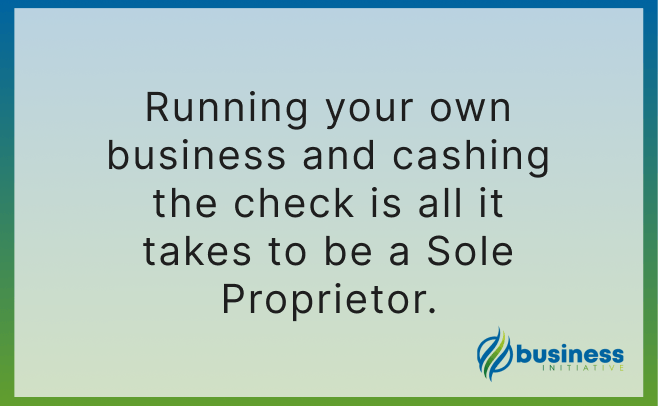 Running your own
business and cashing
the check is all it
takes to be a Sole
Proprietor.
business
INITIATIVE